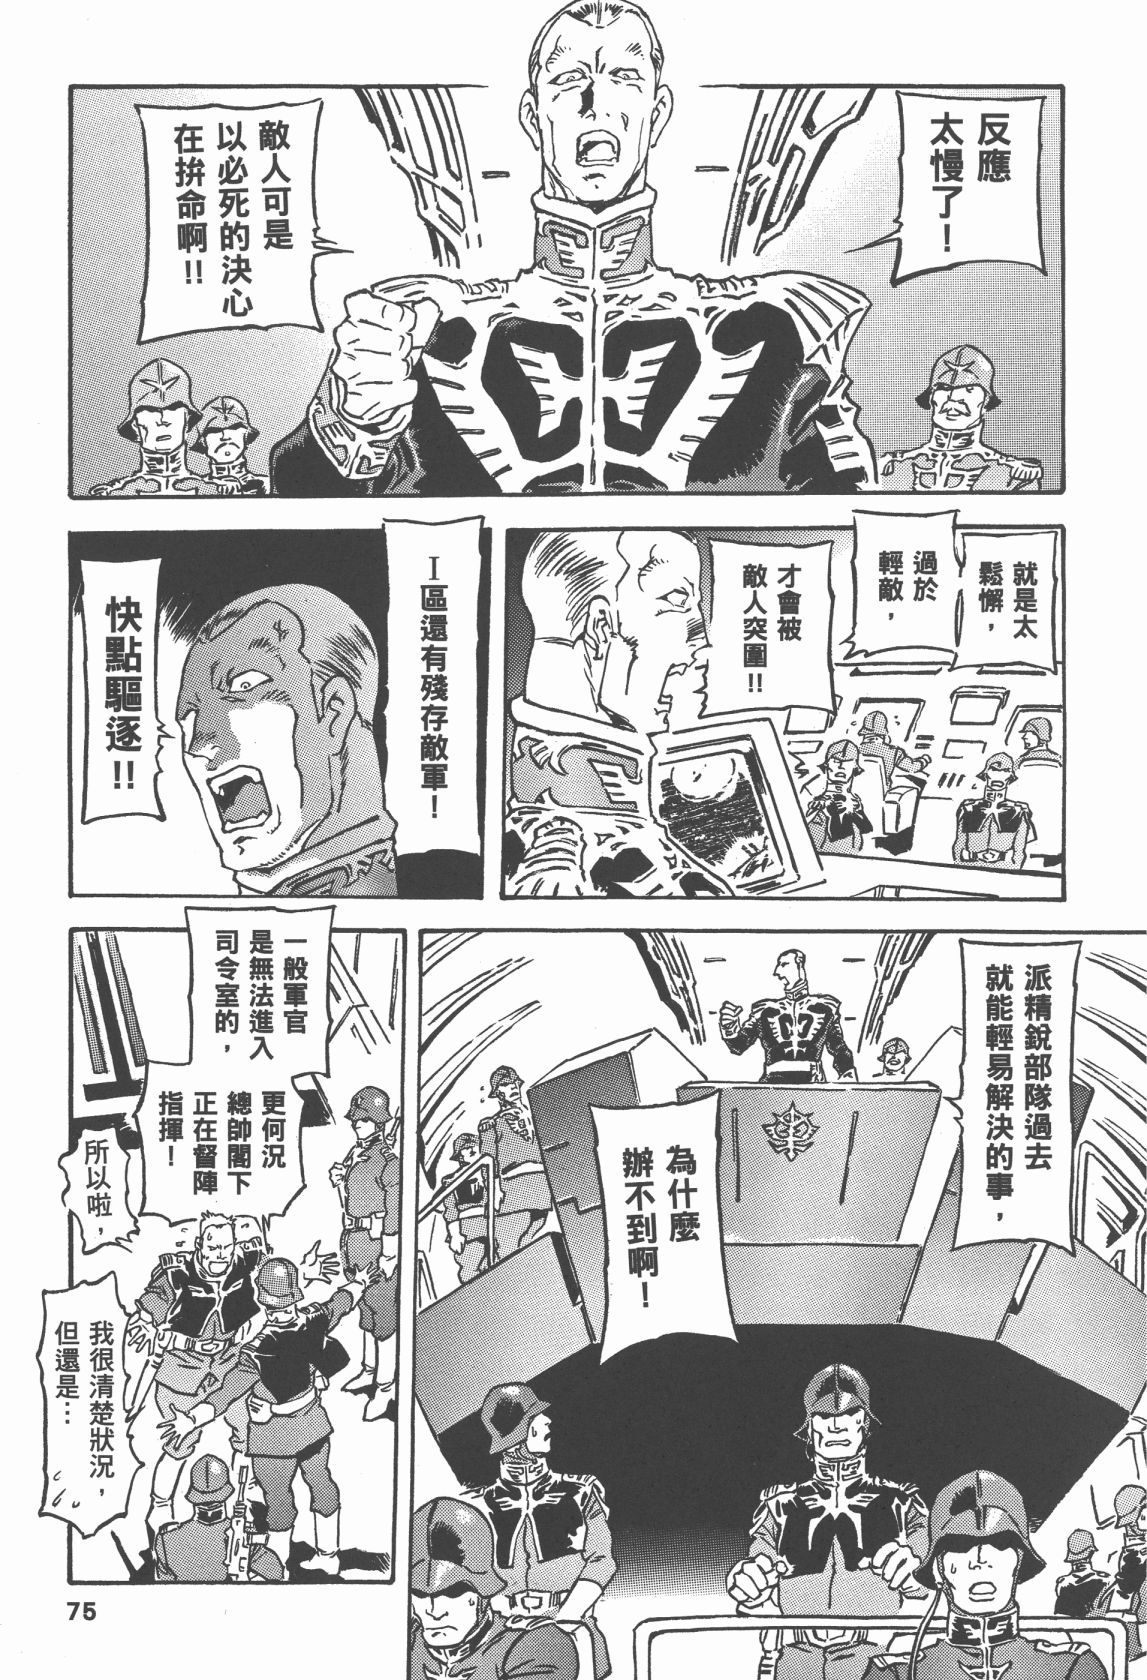 反應
太慢了！
敵人可是
以必死的決心
在拚命啊!!
就是太
鬆懈，
過於
輕敵，
才會被
敵人突圍!!
I區還有殘存敵軍！
快點驅逐!!
派精銳部隊過去
就能輕易解決的事，
為什麼
辦不到啊！
一般軍官
是無法進入
司令室的，
更何況
總帥閣下
正在督陣
指揮！
所以啦，
我很清楚狀況，
但還是…
75